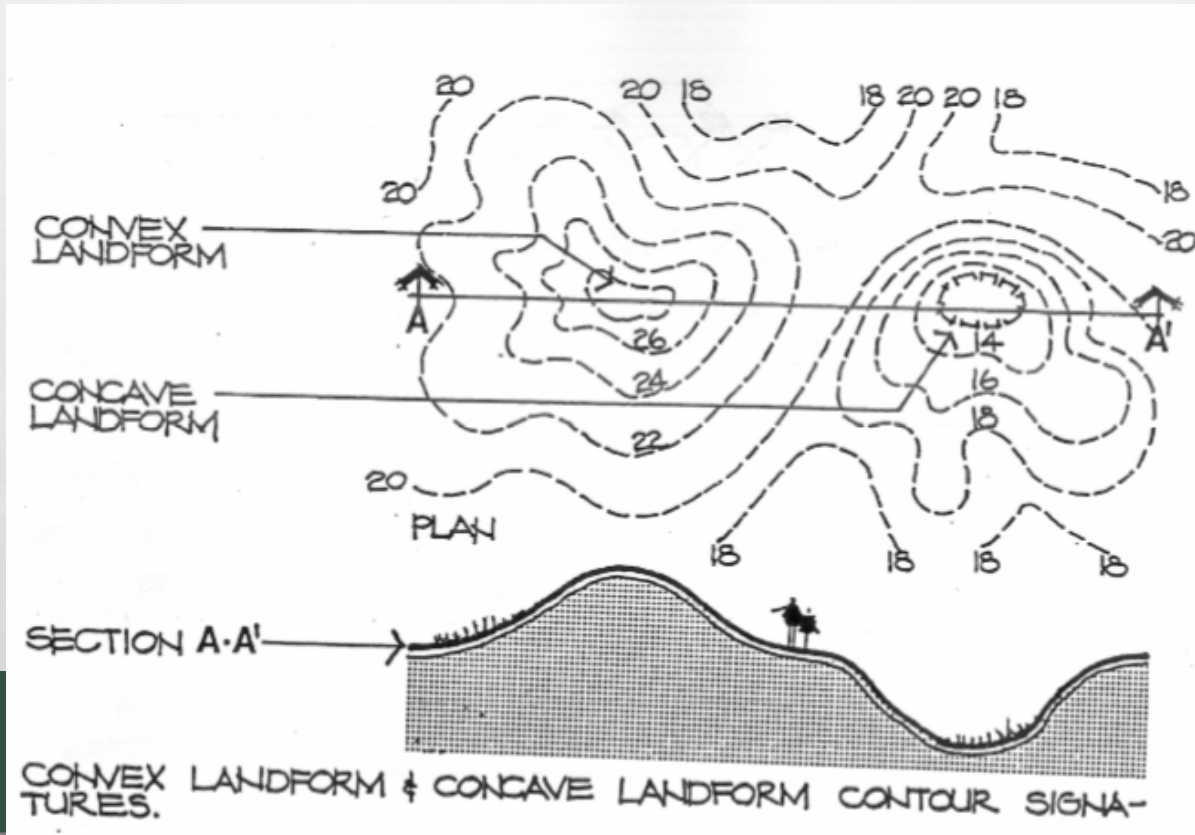 20
20 18 18 20 20 18
20 18
CONVEX
LANDFORM
20
A A'
26 14
CONCAVE
LANDFORM
24 16
22 18
20
PLAN
18 18 18 18
SECTION A-A'
CONVEX LANDFORM & CONCAVE LANDFORM CONTOUR SIGNA-
TURES.